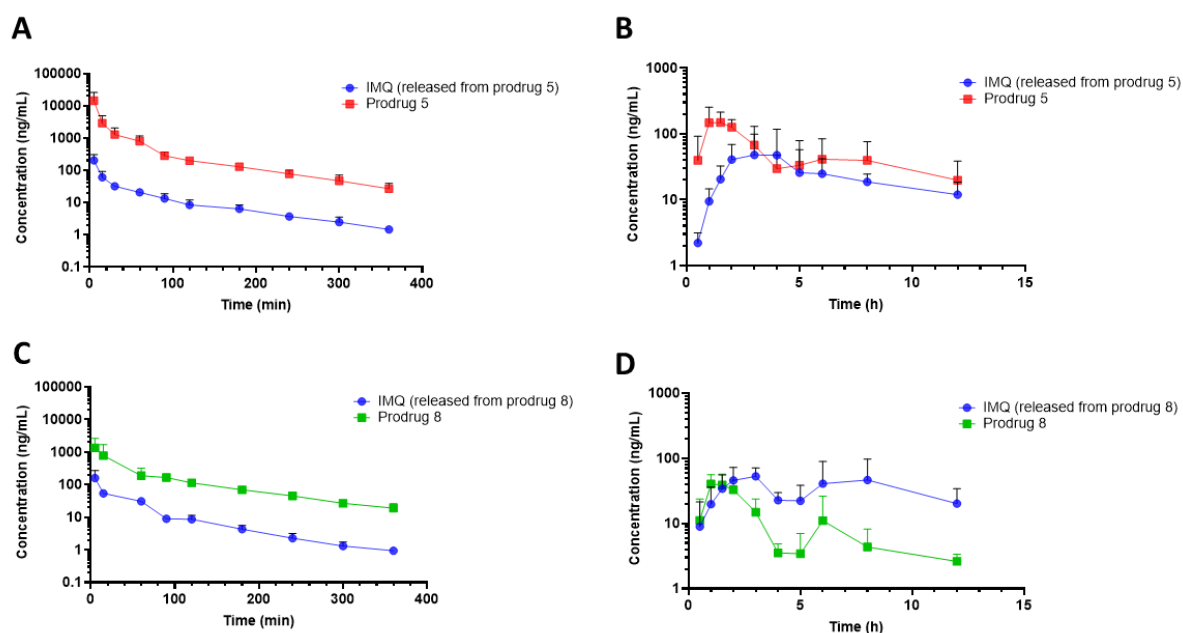 A
Concentration (ng/mL)
100000
10000
1000
100
10
1
0.1
0
100
200
300
400
Time (min)
IMQ (released from prodrug 5)
Prodrug 5
B
Concentration (ng/mL)
1000
100
10
1
0
5
10
15
Time (h)
IMQ (released from prodrug 5)
Prodrug 5
C
Concentration (ng/mL)
100000
10000
1000
100
10
1
0.1
0
100
200
300
400
Time (min)
IMQ (released from prodrug 8)
Prodrug 8
D
Concentration (ng/mL)
1000
100
10
1
0
5
10
15
Time (h)
IMQ (released from prodrug 8)
Prodrug 8